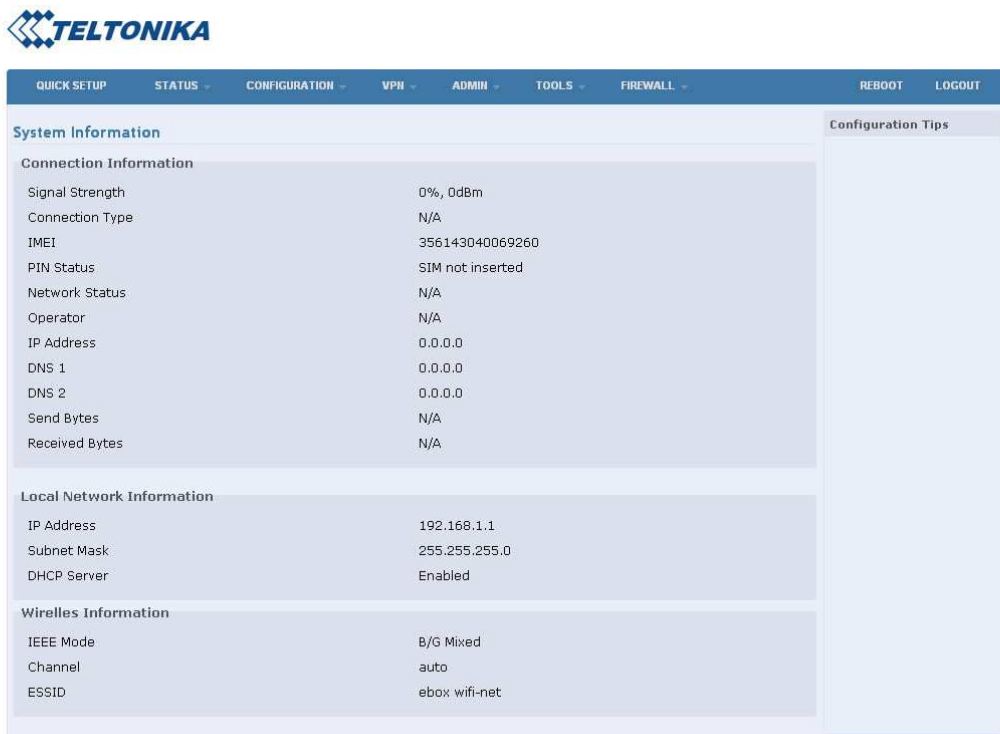 TELTONIKA
QUICK SETUP STATUS CONFIGURATION VPN ADMIN TOOLS FIREWALL REBOOT LOGOUT
System Information
Configuration Tips
Connection Information
Signal Strength 0%, 0dBm
Connection Type N/A
IMEI 356143040069260
PIN Status SIM not inserted
Network Status N/A
Operator N/A
IP Address 0.0.0.0
DNS 1 0.0.0.0
DNS 2 0.0.0.0
Send Bytes N/A
Received Bytes N/A
Local Network Information
IP Address 192.168.1.1
Subnet Mask 255.255.255.0
DHCP Server Enabled
Wirelles Information
IEEE Mode B/G Mixed
Channel auto
ESSID ebox wifi-net